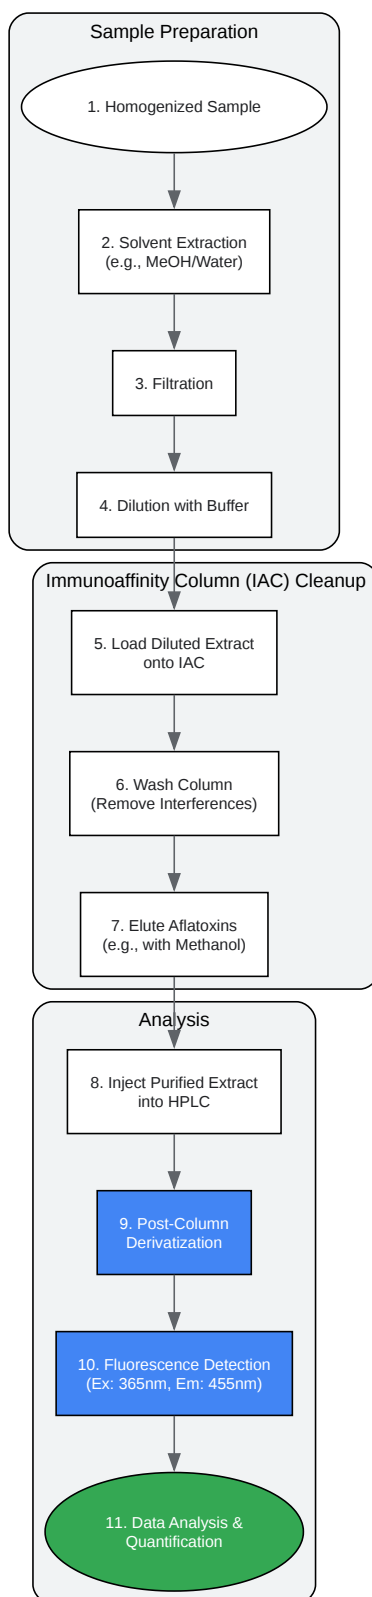 Sample Preparation
1. Homogenized Sample
2. Solvent Extraction
(e.g., MeOH/Water)
3. Filtration
4. Dilution with Buffer
Immunoaffinity Column (IAC) Cleanup
5. Load Diluted Extract
onto IAC
6. Wash Column
(Remove Interferences)
7. Elute Aflatoxins
(e.g., with Methanol)
Analysis
8. Inject Purified Extract
into HPLC
9. Post-Column
Derivatization
10. Fluorescence Detection
(Ex: 365nm, Em: 455nm)
11. Data Analysis &
Quantification